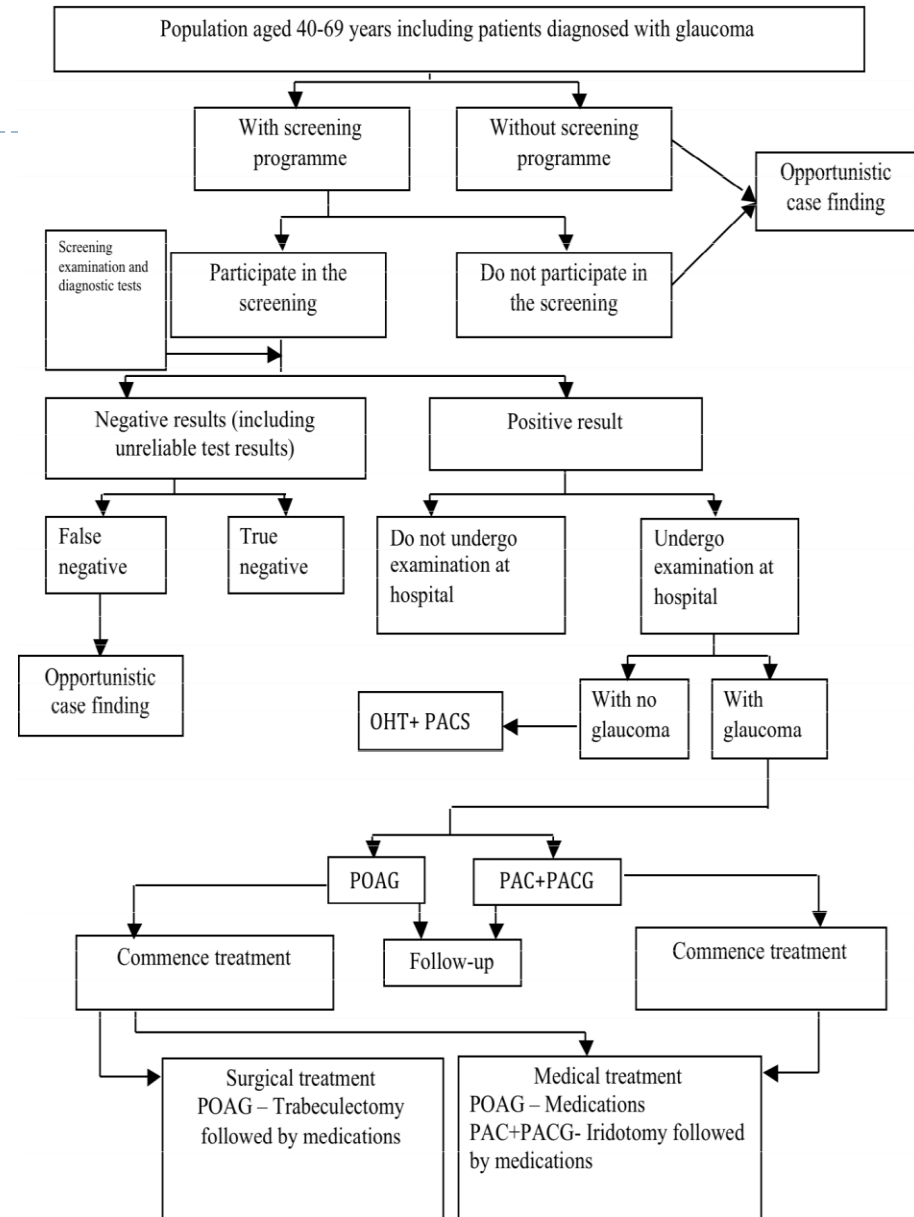 Population aged 40-69 years including patients diagnosed with glaucoma
With screening
programme
Without screening
programme
Opportunistic
case finding
Screening
examination and
diagnostic tests
Participate in the
screening
Do not participate in
the screening
Negative results (including
unreliable test results)
Positive result
False
negative
True
negative
Do not undergo
examination at
hospital
Undergo
examination at
hospital
Opportunistic
case finding
OHT+ PACS
With no
glaucoma
With
glaucoma
POAG
PAC+PACG
Commence treatment
Follow-up
Commence treatment
Surgical treatment
POAG – Trabeculectomy
followed by medications
Medical treatment
POAG – Medications
PAC+PACG- Iridotomy followed
by medications